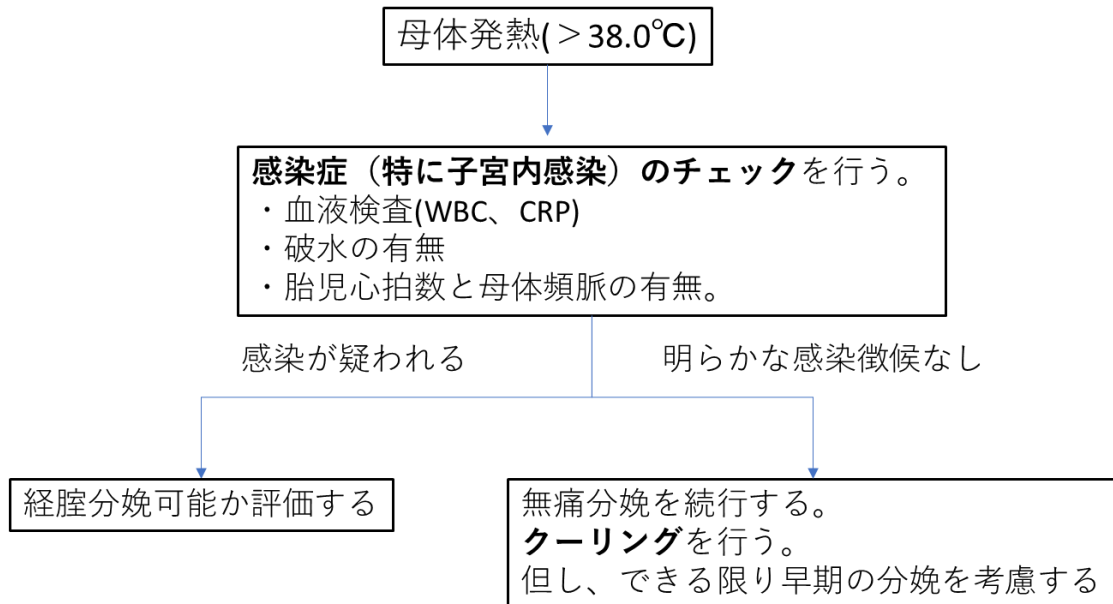 母体発熱(＞38.0℃)
感染症（特に子宮内感染）のチェックを行う。
・血液検査(WBC、CRP)
・破水の有無
・胎児心拍数と母体頻脈の有無。
感染が疑われる
明らかな感染徴候なし
経腟分娩可能か評価する
無痛分娩を続行する。
クーリングを行う。
但し、できる限り早期の分娩を考慮する